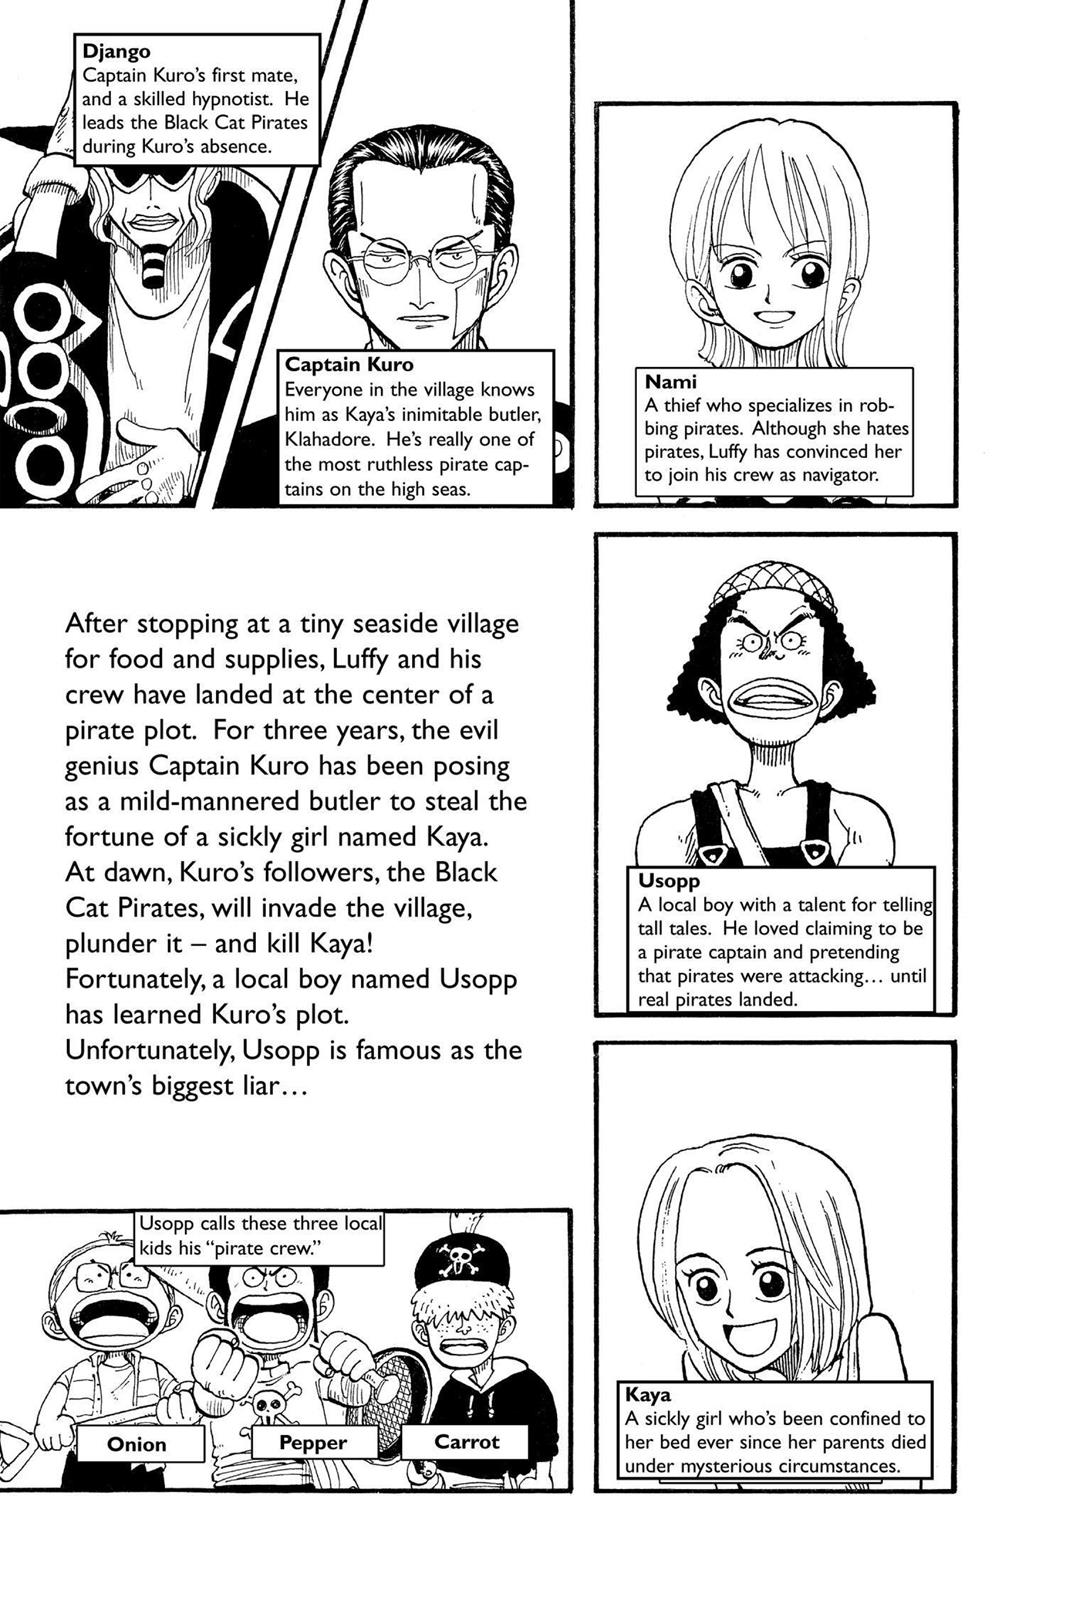 Django
Captain Kuro's first mate,
and a skilled hypnotist. He
leads the Black Cat Pirates
during Kuro's absence.
Captain Kuro
Everyone in the village knows
him as Kaya's inimitable butler,
Klahadore. He's really one of
the most ruthless pirate cap-
tains on the high seas.
Nami
A thief who specializes in rob-
bing pirates. Although she hates
pirates, Luffy has convinced her
to join his crew as navigator.
After stopping at a tiny seaside village
for food and supplies, Luffy and his
crew have landed at the center of a
pirate plot. For three years, the evil
genius Captain Kuro has been posing
as a mild-mannered butler to steal the
fortune of a sickly girl named Kaya.
At dawn, Kuro's followers, the Black
Cat Pirates, will invade the village,
plunder it – and kill Kaya!
Fortunately, a local boy named Usopp
has learned Kuro's plot.
Unfortunately, Usopp is famous as the
town's biggest liar…
Usopp
A local boy with a talent for telling
tall tales. He loved claiming to be
a pirate captain and pretending
that pirates were attacking… until
real pirates landed.
Usopp calls these three local
kids his "pirate crew."
Onion
Pepper
Carrot
Kaya
A sickly girl who's been confined to
her bed ever since her parents died
under mysterious circumstances.